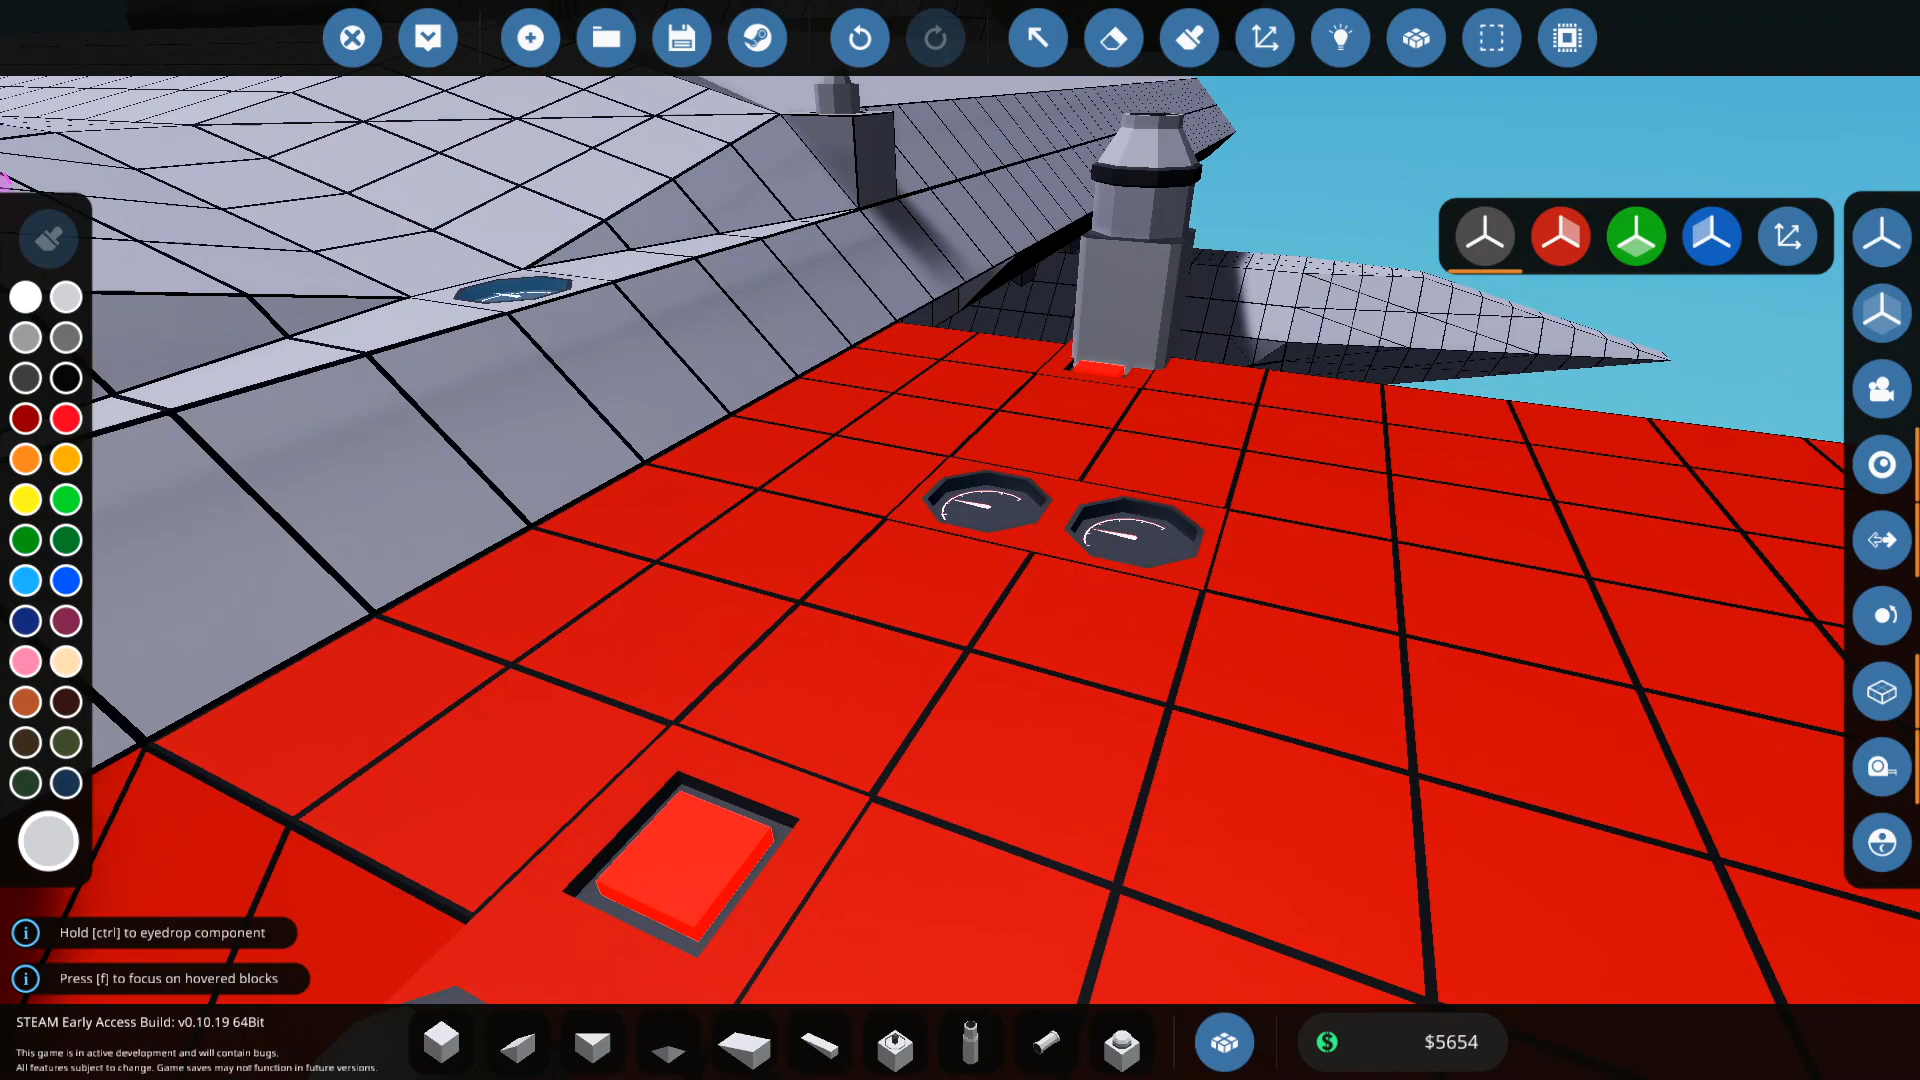 Hold [ctrl] to eyedrop component
Press [f] to focus on hovered blocks
STEAM Early Access Build: v0.10.19 64Bit
This game is in active development and will contain bugs.
All features subject to change. Game saves may not function in future versions.
$ $5654